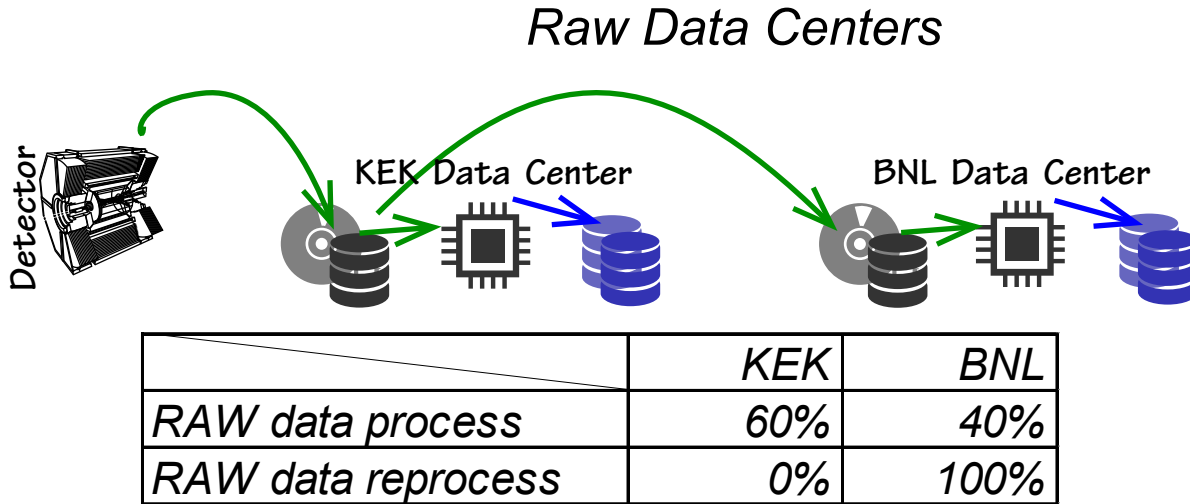 Raw Data Centers
Detector
KEK Data Center
BNL Data Center
KEK BNL
RAW data process 60% 40%
RAW data reprocess 0% 100%